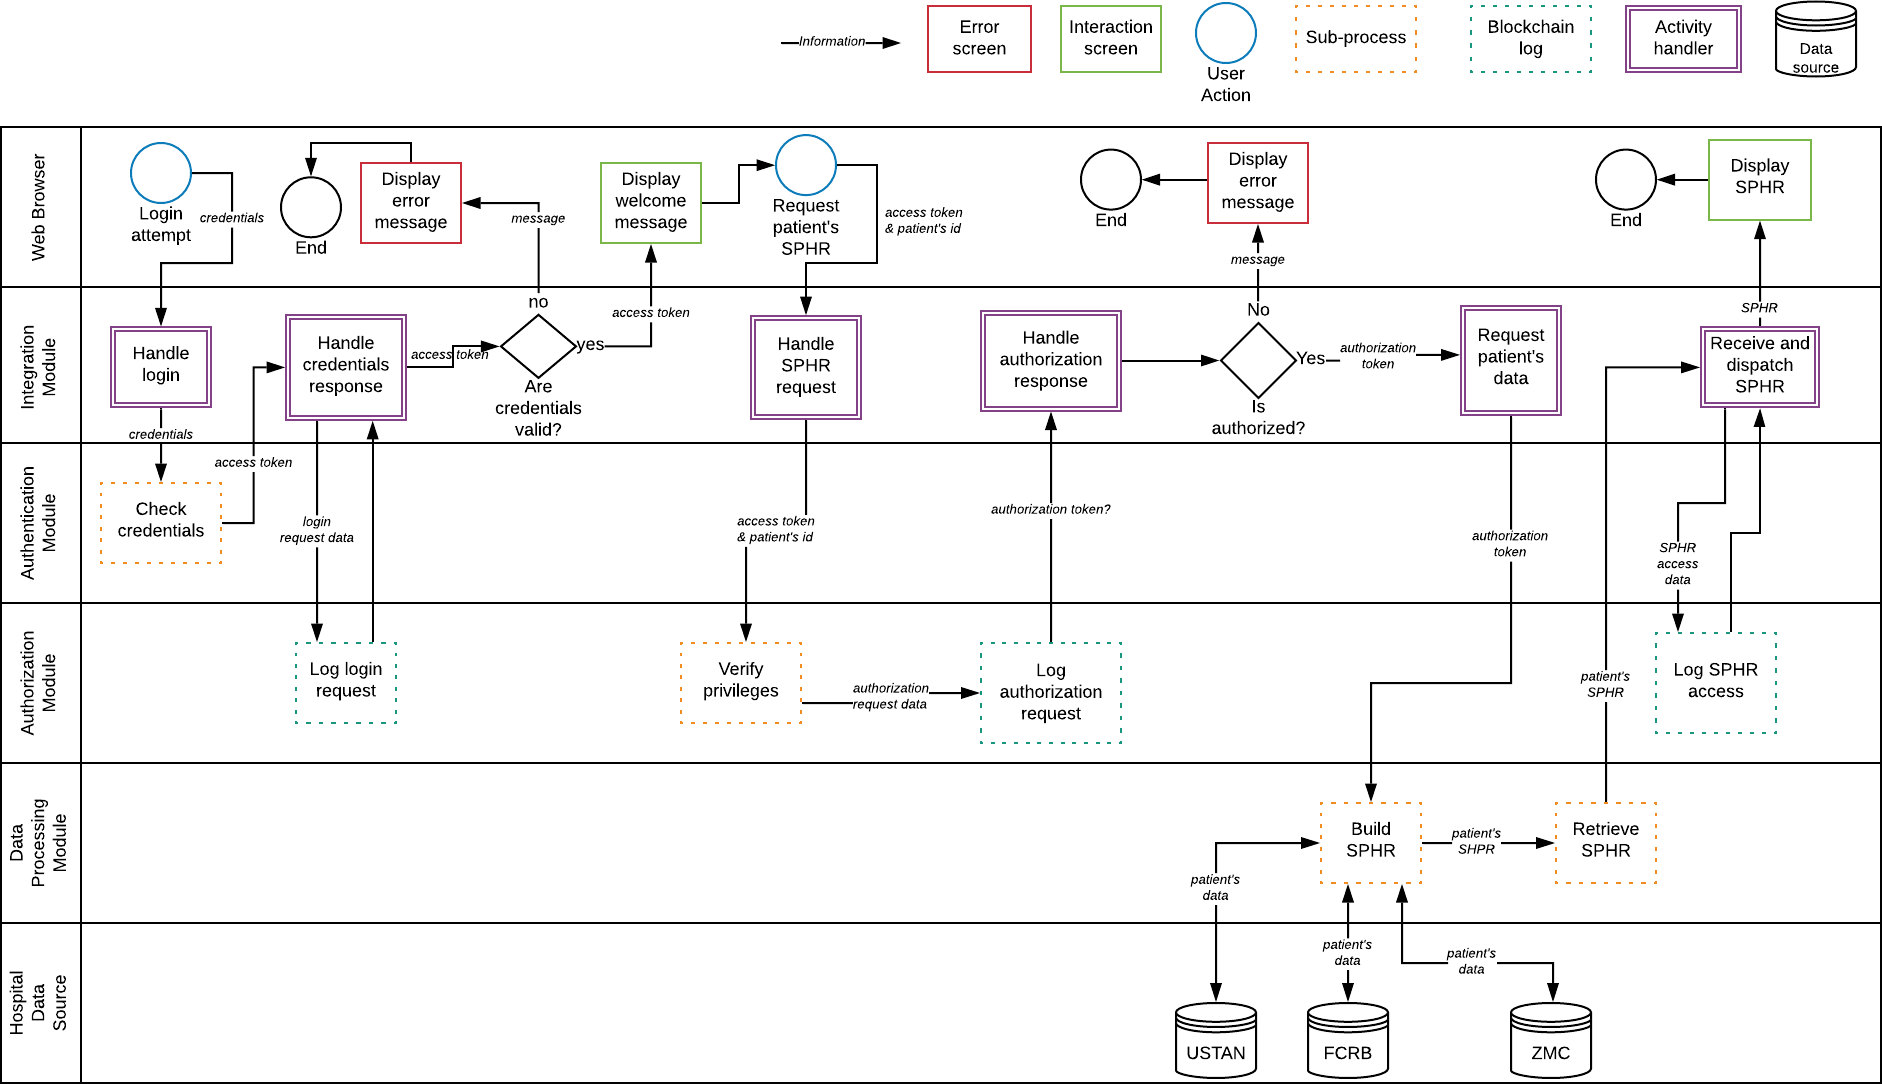 Information
Error
screen
Interaction
screen
User
Action
Sub-process
Blockchain
log
Activity
handler
Data
source
Web Browser
Login
attempt
credentials
End
Display
error
message
message
Display
welcome
message
Request
patient's
SPHR
access token
& patient's id
End
Display
error
message
message
End
Display
SPHR
SPHR
Integration
Module
Handle
login
credentials
Handle
credentials
response
access token
no
yes
Are
credentials
valid?
access token
Handle
SPHR
request
Handle
authorization
response
No
Yes
Is
authorized?
authorization
token
Request
patient's
data
Receive and
dispatch
SPHR
Authentication
Module
Check
credentials
access token
login
request data
access token
& patient's id
authorization token?
authorization
token
SPHR
access
data
Authorization
Module
Log login
request
Verify
privileges
authorization
request data
Log
authorization
request
patient's
SPHR
Log SPHR
access
Data
Processing
Module
Build
SPHR
patient's
SHPR
Retrieve
SPHR
patient's
data
Hospital
Data
Source
patient's
data
patient's
data
USTAN
FCRB
ZMC